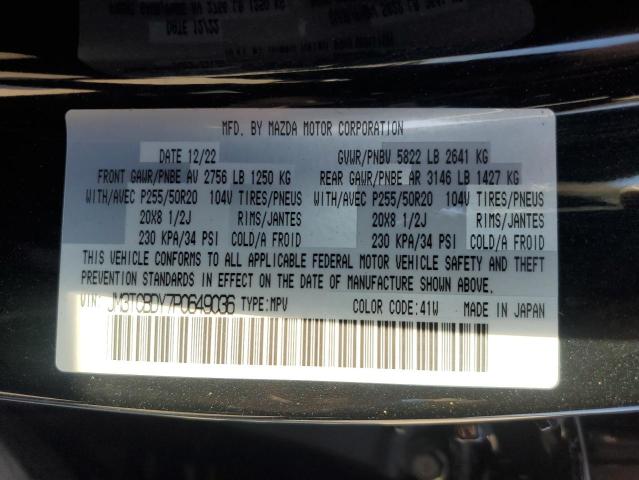 MFD. BY MAZDA MOTOR CORPORATION
DATE 12/22 GVWR/PNBV 5822 LB 2641 KG
FRONT GAWR/PNBE AV 2756 LB 1250 KG REAR GAWR/PNBE AR 3146 LB 1427 KG
WITH/AVEC P255/50R20 104V TIRES/PNEUS WITH/AVEC P255/50R20 104V TIRES/PNEUS
20X8 1/2J RIMS/JANTES 20X8 1/2J RIMS/JANTES
230 KPA/34 PSI COLD/A FROID 230 KPA/34 PSI COLD/A FROID
THIS VEHICLE CONFORMS TO ALL APPLICABLE FEDERAL MOTOR VEHICLE SAFETY AND THEFT
PREVENTION STANDARDS IN EFFECT ON THE DATE OF MANUFACTURE SHOWN ABOVE.
VIN: JM3TCBDY7P0649036 TYPE:MPV COLOR CODE:41W MADE IN JAPAN